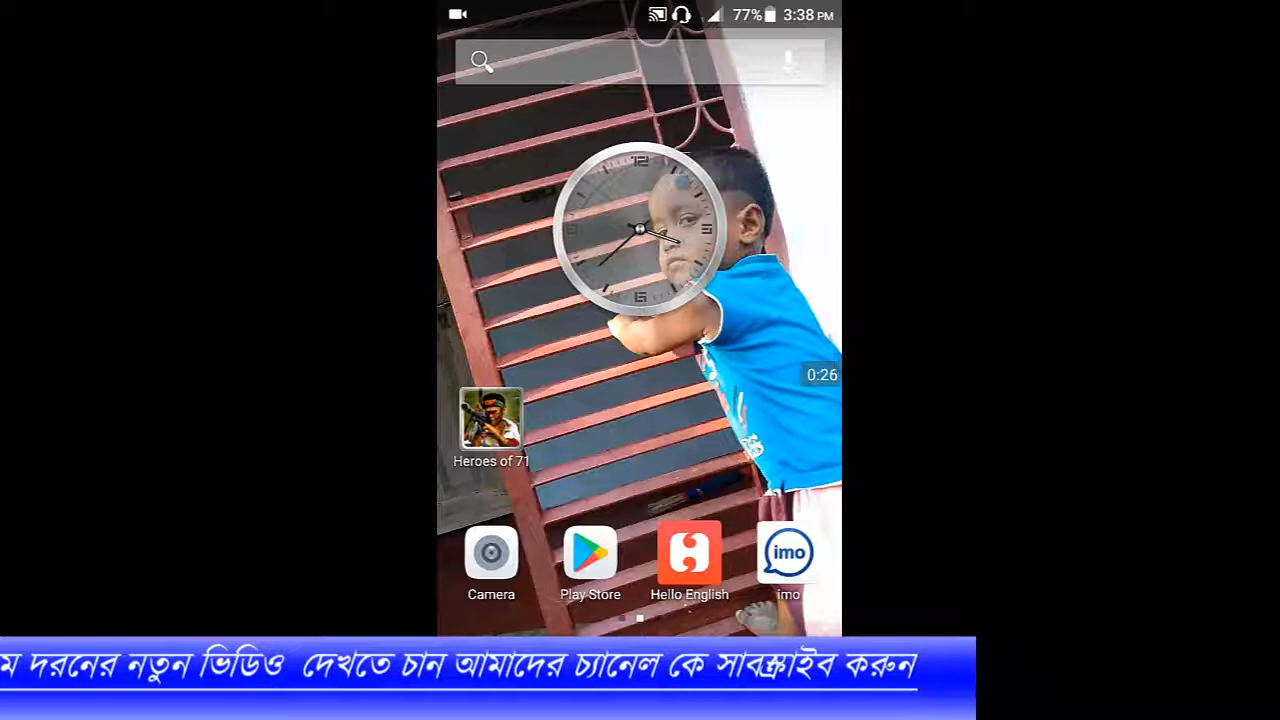 77% 3:38 PM
12
0:26
Heroes of 71
Camera
Play Store
Hello English
imo
imo
ম দরনের নতুন ভিডিও দেখতে চান আমাদের চ্যানেল কে সাবস্ক্রাইব করুন